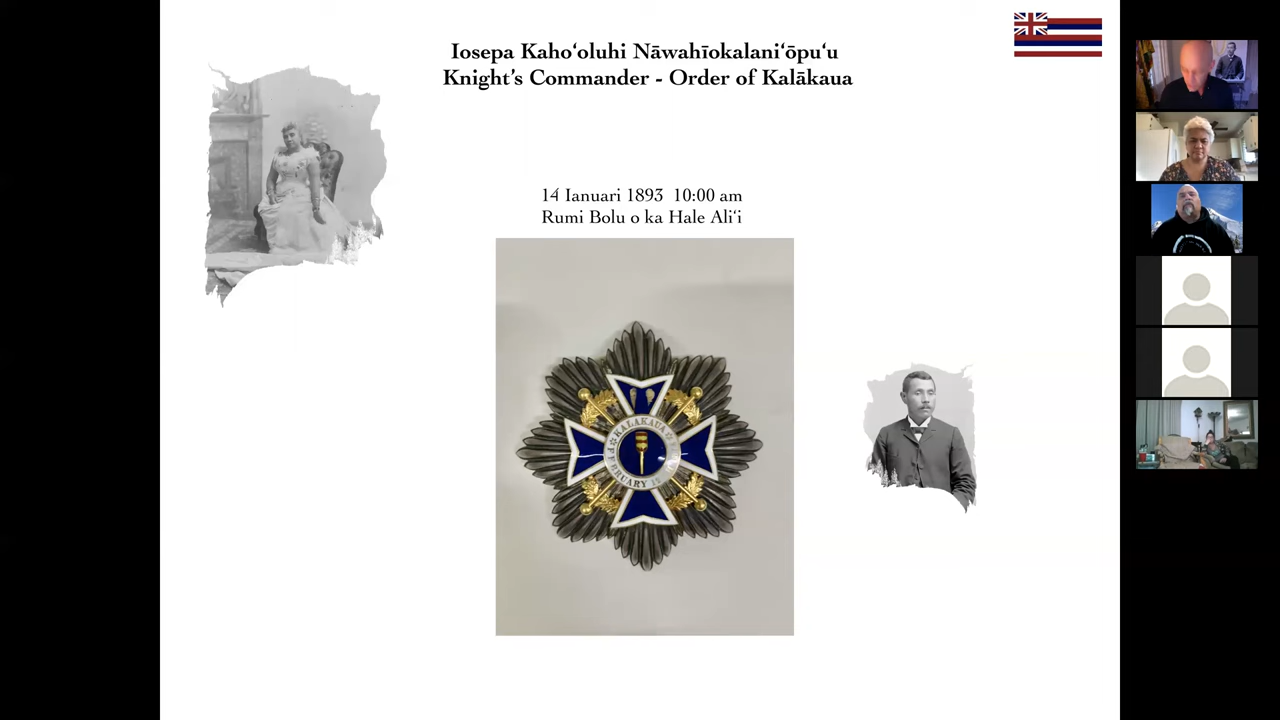 Iosepa Kahoʻoluhi Nāwahīokalaniʻōpuʻu
Knight's Commander - Order of Kalākaua
14 Ianuari 1893 10:00 am
Rumi Bolu o ka Hale Aliʻi
KALAKAUA
FEBRUARY